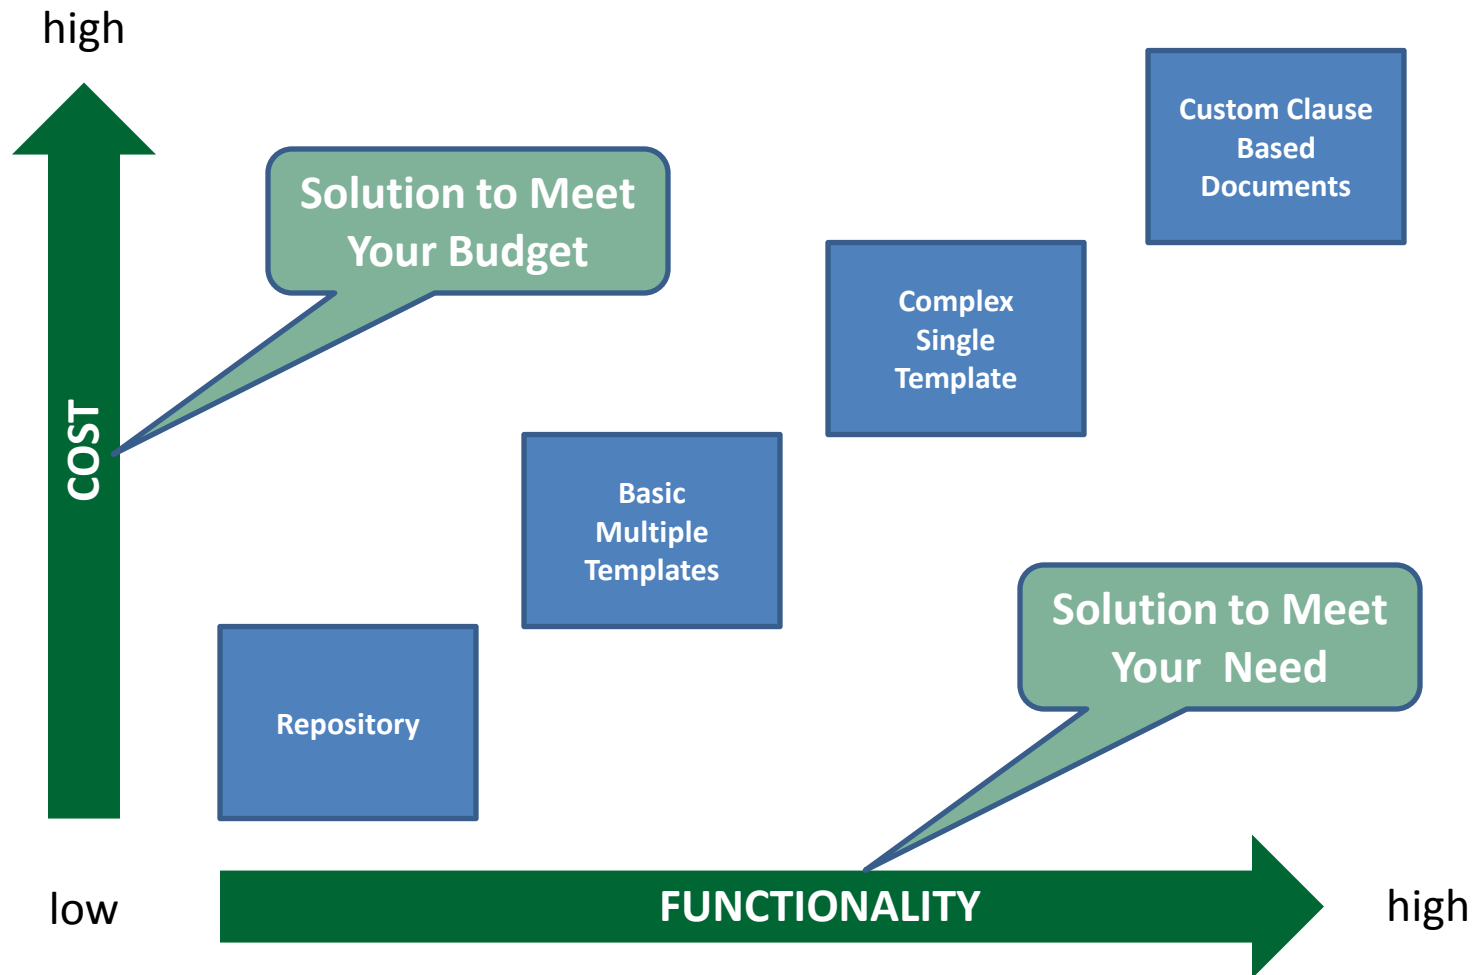 high
Custom Clause
Based
Documents
Solution to Meet
Your Budget
Complex
Single
Template
COST
Basic
Multiple
Templates
Solution to Meet
Your  Need
Repository
low
FUNCTIONALITY
high